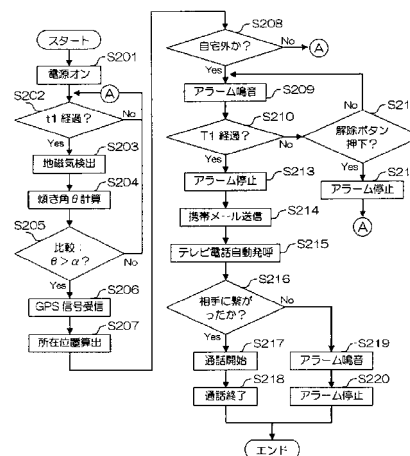 スタート
S201
電源オン
A
S202
t1 経過？
No
Yes
S203
地磁気検出
S204
傾き角θ計算
S205
比較：
θ>α？
No
Yes
S206
GPS 信号受信
S207
所在位置算出
S208
自宅外か？
No
A
Yes
S209
アラーム鳴音
S210
T1 経過？
No
Yes
S21
解除ボタン
押下？
No
Yes
S21
アラーム停止
A
S213
アラーム停止
S214
携帯メール送信
S215
テレビ電話自動発呼
S216
相手に繋が
ったか？
No
Yes
S217
通話開始
S218
通話終了
S219
アラーム鳴音
S220
アラーム停止
エンド